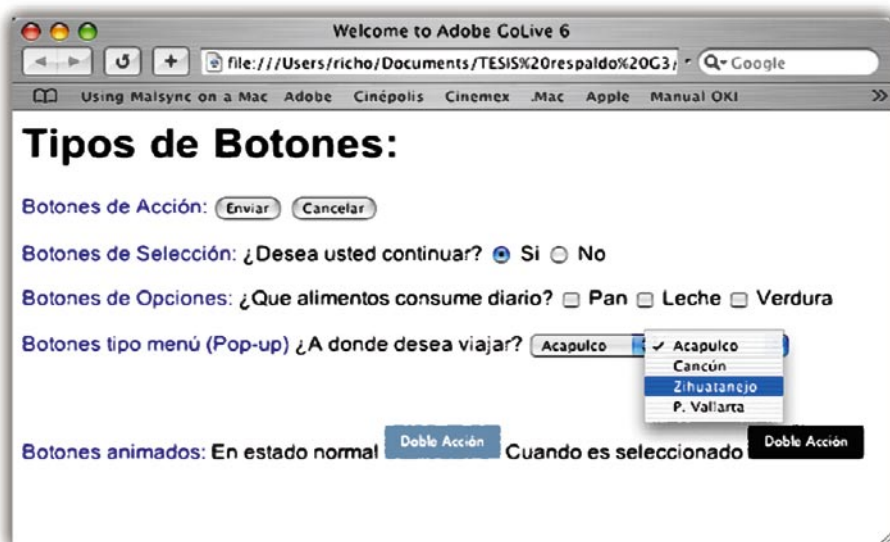 Welcome to Adobe GoLive 6
file:///Users/richo/Documents/TESIS%20respaldo%20G3/ Google
Using Malsync on a Mac Adobe Cinépolis Cinemex .Mac Apple Manual OKI
Tipos de Botones:
Botones de Acción: Enviar Cancelar
Botones de Selección: ¿Desea usted continuar? Si No
Botones de Opciones: ¿Que alimentos consume diario? Pan Leche Verdura
Botones tipo menú (Pop-up) ¿A donde desea viajar? Acapulco Acapulco
Cancún
Zihuatanejo
P. Vallarta
Botones animados: En estado normal Doble Acción Cuando es seleccionado Doble Acción